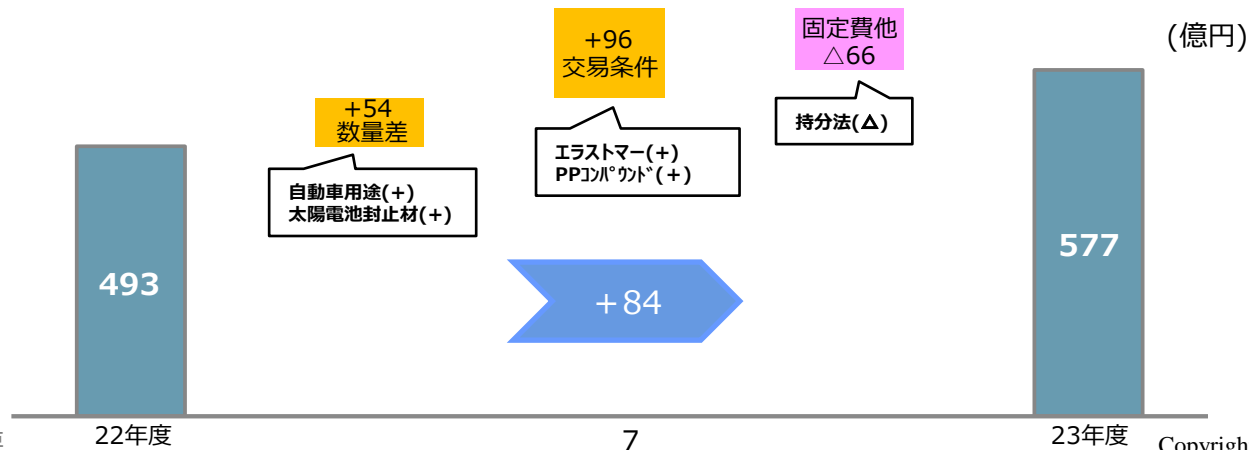 (億円)
+54
数量差
自動車用途(+)
太陽電池封止材(+)
+96
交易条件
エラストマー(+)
PPｺﾝﾊﾟｳﾝﾄﾞ(+)
固定費他
△66
持分法(△)
493
+84
577
22年度
7
23年度
Copyrigh